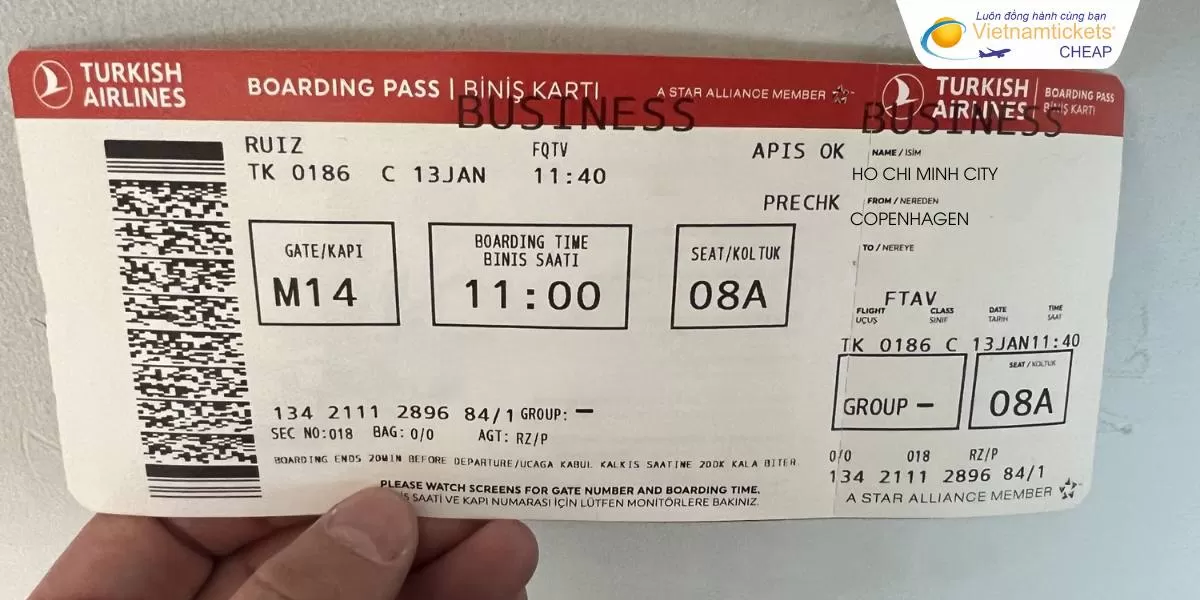 Luôn đồng hành cùng bạn
Vietnamtickets
CHEAP
TURKISH
AIRLINES
BOARDING PASS | BİNİŞ KARTI
A STAR ALLIANCE MEMBER
BUSINESS
RUIZ
FQTV
APIS OK
TK 0186 C 13JAN 11:40
PRECHK
GATE/KAPI
M14
BOARDING TIME
BINIS SAATI
11:00
SEAT/KOLTUK
08A
134 2111 2896 84/1 GROUP: –
SEC NO:018 BAG: 0/0 AGT: RZ/P
BOARDING ENDS 20MIN BEFORE DEPARTURE/UCAGA KABUL KALKIS SAATINE 20DK KALA BITER.
PLEASE WATCH SCREENS FOR GATE NUMBER AND BOARDING TIME.
SAATİ VE KAPI NUMARASI İÇİN LÜTFEN MONİTÖRLERE BAKINIZ.
TURKISH
AIRLINES
BOARDING PASS
BİNİŞ KARTI
BUSINESS
NAME / İSİM
HO CHI MINH CITY
FROM / NEREDEN
COPENHAGEN
TO / NEREYE
FTAV
FLIGHT CLASS DATE TIME
UÇUŞ SINIF TARİH SAAT
TK 0186 C 13JAN11:40
GROUP –
SEAT / KOLTUK
08A
0/0 018 RZ/P
134 2111 2896 84/1
A STAR ALLIANCE MEMBER